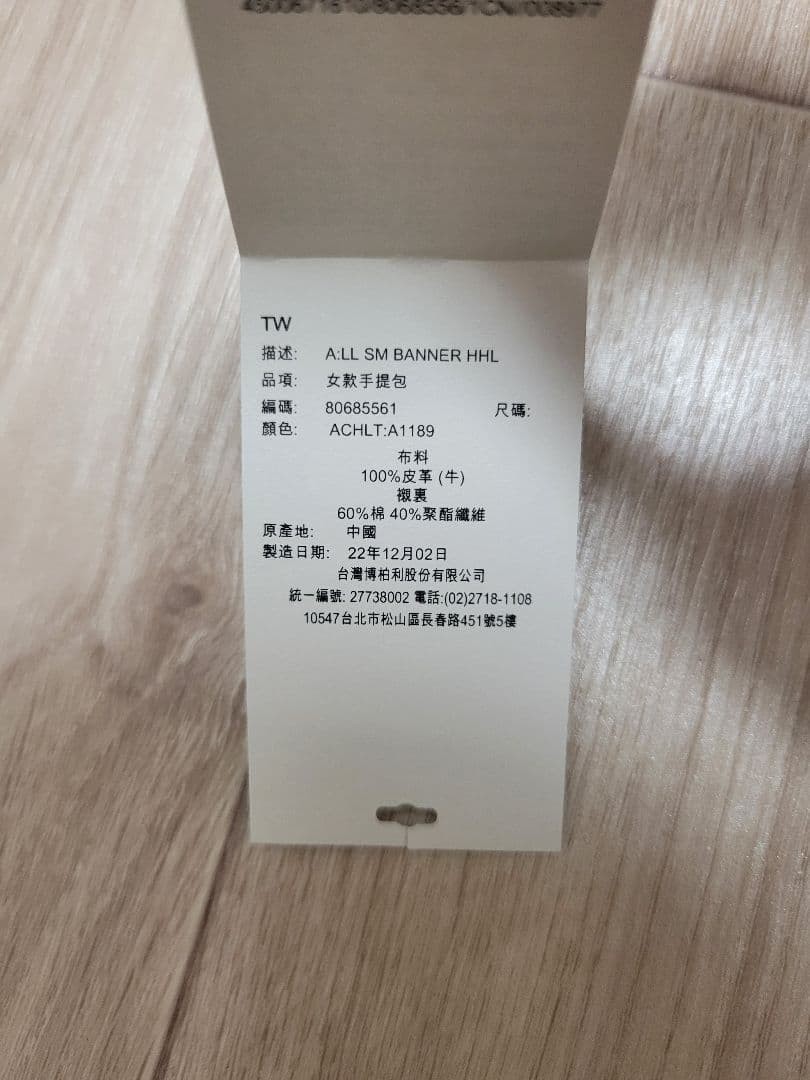 TW
描述: A:LL SM BANNER HHL
品項: 女款手提包
編碼: 80685561 尺碼:
顏色: ACHLT:A1189
布料
100%皮革 (牛)
襯裏
60%棉 40%聚酯纖維
原產地: 中國
製造日期: 22年12月02日
台灣博柏利股份有限公司
統一編號: 27738002 電話:(02)2718-1108
10547台北市松山區長春路451號5樓